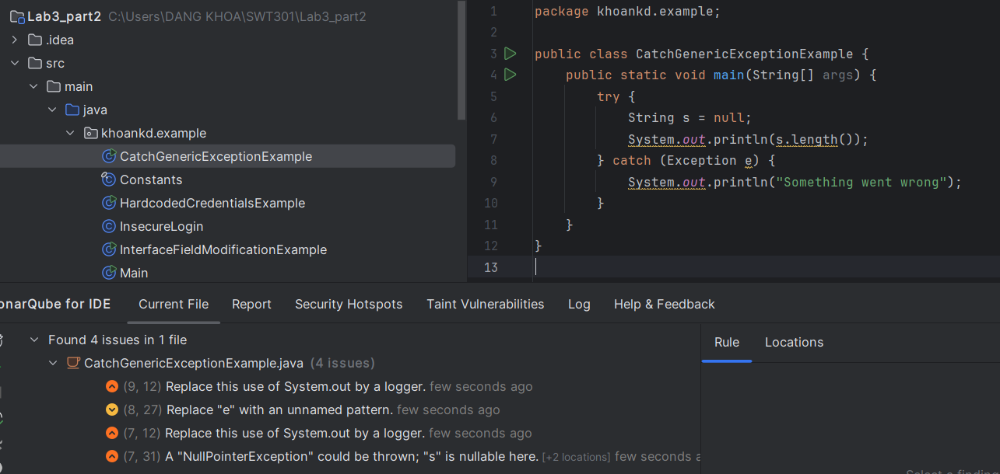 Lab3_part2 C:\Users\DANG KHOA\SWT301\Lab3_part2
.idea
src
main
java
khoankd.example
CatchGenericExceptionExample
Constants
HardcodedCredentialsExample
InsecureLogin
InterfaceFieldModificationExample
Main
1 package khoankd.example;
2
3 public class CatchGenericExceptionExample {
4 public static void main(String[] args) {
5 try {
6 String s = null;
7 System.out.println(s.length());
8 } catch (Exception e) {
9 System.out.println("Something went wrong");
10 }
11 }
12 }
13
onarQube for IDE Current File Report Security Hotspots Taint Vulnerabilities Log Help & Feedback
Found 4 issues in 1 file
CatchGenericExceptionExample.java (4 issues)
(9, 12) Replace this use of System.out by a logger. few seconds ago
(8, 27) Replace "e" with an unnamed pattern. few seconds ago
(7, 12) Replace this use of System.out by a logger. few seconds ago
(7, 31) A "NullPointerException" could be thrown; "s" is nullable here. [+2 locations] few seconds a
Rule Locations